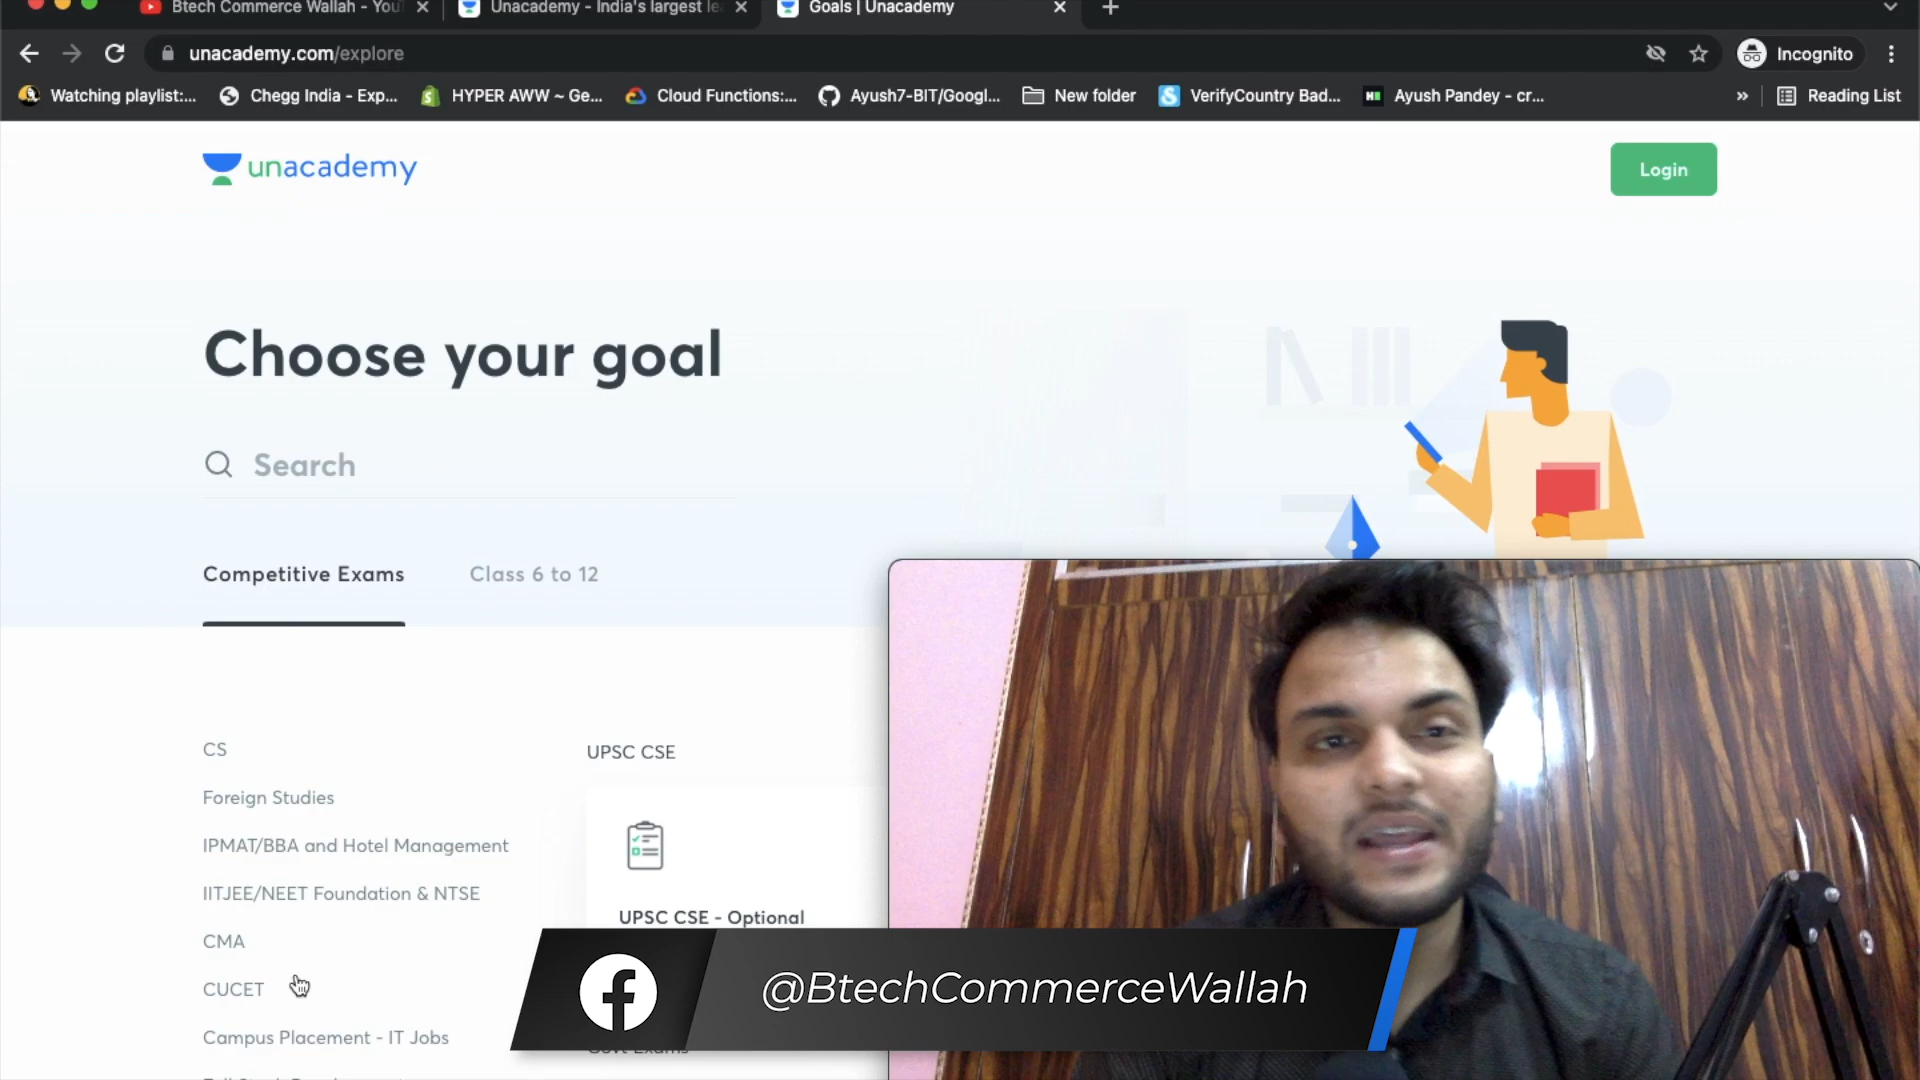 Btech Commerce Wallah - You
Unacademy - India's largest le
Goals | Unacademy
unacademy.com/explore
Incognito
Watching playlist:...
Chegg India - Exp...
HYPER AWW ~ Ge...
Cloud Functions:...
Ayush7-BIT/Googl...
New folder
VerifyCountry Bad...
Ayush Pandey - cr...
»
Reading List
unacademy
Login
Choose your goal
Search
Competitive Exams
Class 6 to 12
CS
Foreign Studies
IPMAT/BBA and Hotel Management
IITJEE/NEET Foundation & NTSE
CMA
CUCET
Campus Placement - IT Jobs
UPSC CSE
UPSC CSE - Optional
@BtechCommerceWallah